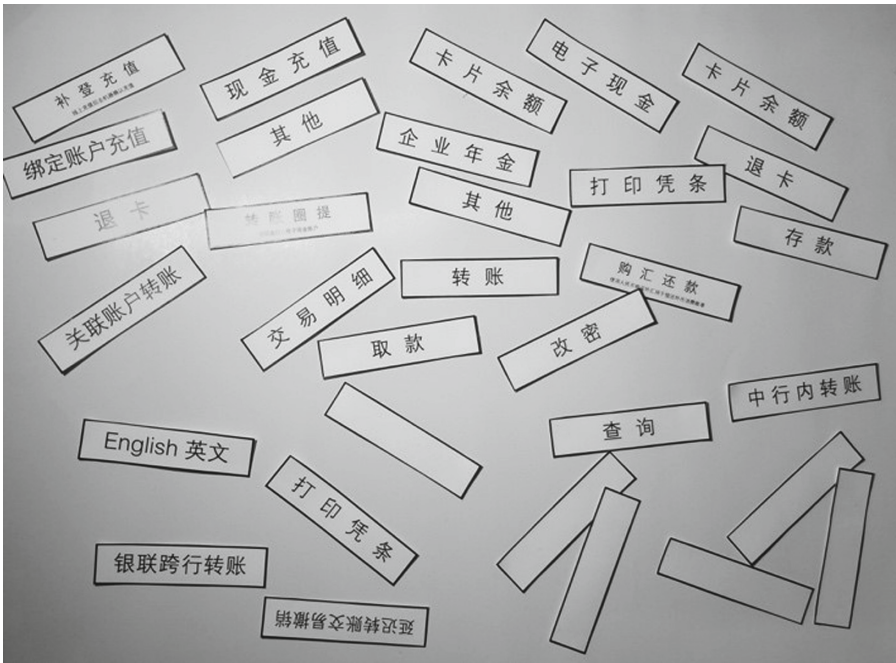 补登充值
现金充值
卡片余额
电子现金
卡片余额
绑定账户充值
其他
企业年金
退卡
打印凭条
退卡
转账圈提
其他
存款
关联账户转账
交易明细
转账
购汇还款
取款
改密
中行内转账
English 英文
查询
打印凭条
银联跨行转账
延迟转账交易撤销